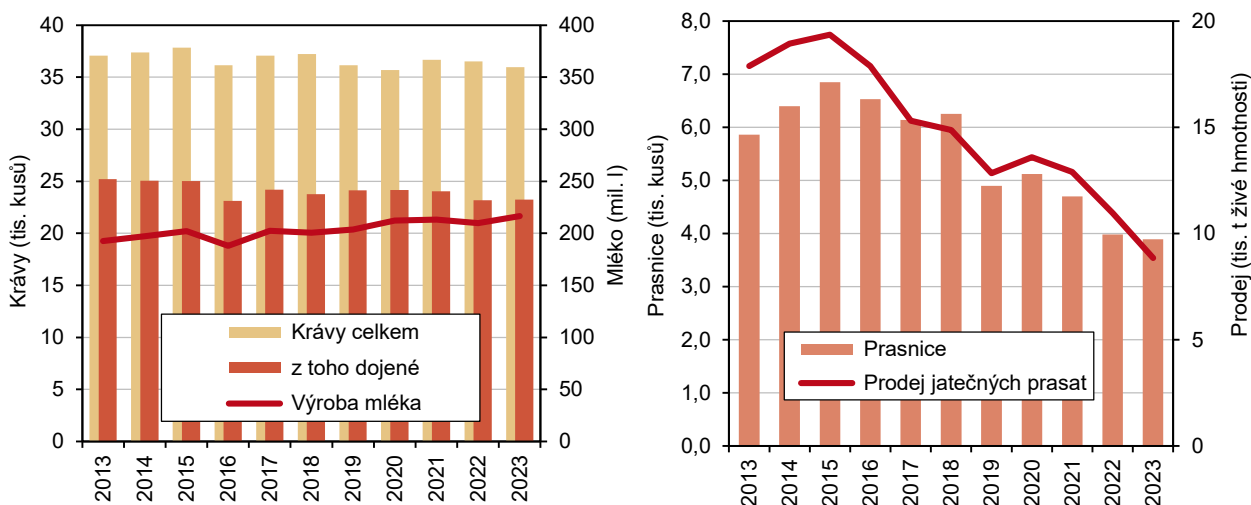 40
35
30
25
20
15
10
5
0
Krávy (tis. kusů)
400
350
300
250
200
150
100
50
0
Mléko (mil. l)
Krávy celkem
z toho dojené
Výroba mléka
2013 2014 2015 2016 2017 2018 2019 2020 2021 2022 2023
8,0
7,0
6,0
5,0
4,0
3,0
2,0
1,0
0,0
Prasnice (tis. kusů)
20
15
10
5
0
Prodej (tis. t živé hmotnosti)
Prasnice
Prodej jatečných prasat
2013 2014 2015 2016 2017 2018 2019 2020 2021 2022 2023